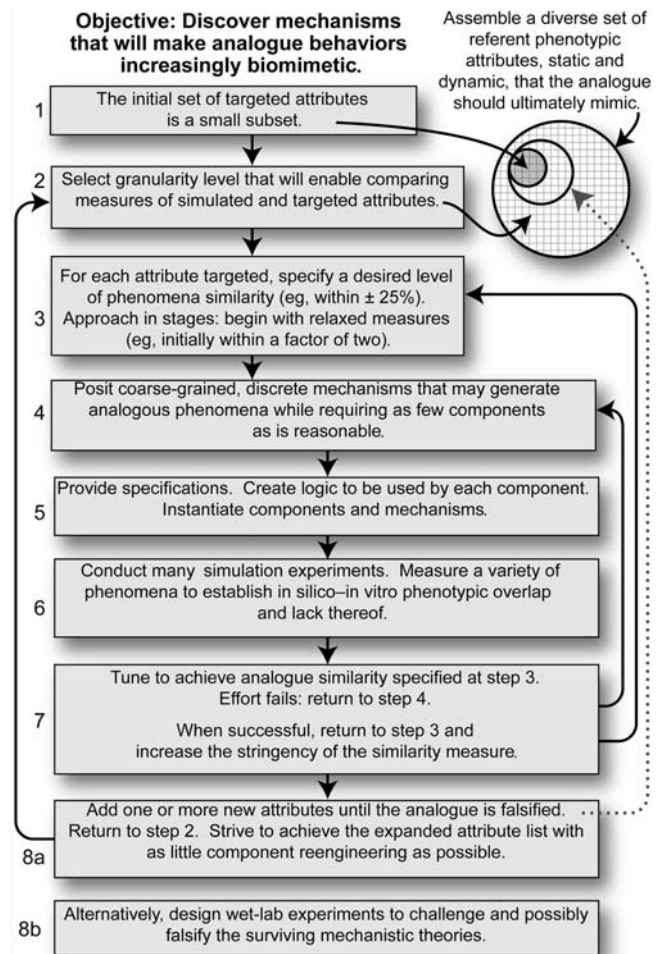 Objective: Discover mechanisms
that will make analogue behaviors
increasingly biomimetic.
Assemble a diverse set of
referent phenotypic
attributes, static and
dynamic, that the analogue
should ultimately mimic.
1
The initial set of targeted attributes
is a small subset.
2
Select granularity level that will enable comparing
measures of simulated and targeted attributes.
3
For each attribute targeted, specify a desired level
of phenomena similarity (eg, within ± 25%).
Approach in stages: begin with relaxed measures
(eg, initially within a factor of two).
4
Posit coarse-grained, discrete mechanisms that may generate
analogous phenomena while requiring as few components
as is reasonable.
5
Provide specifications. Create logic to be used by each component.
Instantiate components and mechanisms.
6
Conduct many simulation experiments. Measure a variety of
phenomena to establish in silico–in vitro phenotypic overlap
and lack thereof.
7
Tune to achieve analogue similarity specified at step 3.
Effort fails: return to step 4.
When successful, return to step 3 and
increase the stringency of the similarity measure.
8a
Add one or more new attributes until the analogue is falsified.
Return to step 2. Strive to achieve the expanded attribute list with
as little component reengineering as possible.
8b
Alternatively, design wet-lab experiments to challenge and possibly
falsify the surviving mechanistic theories.